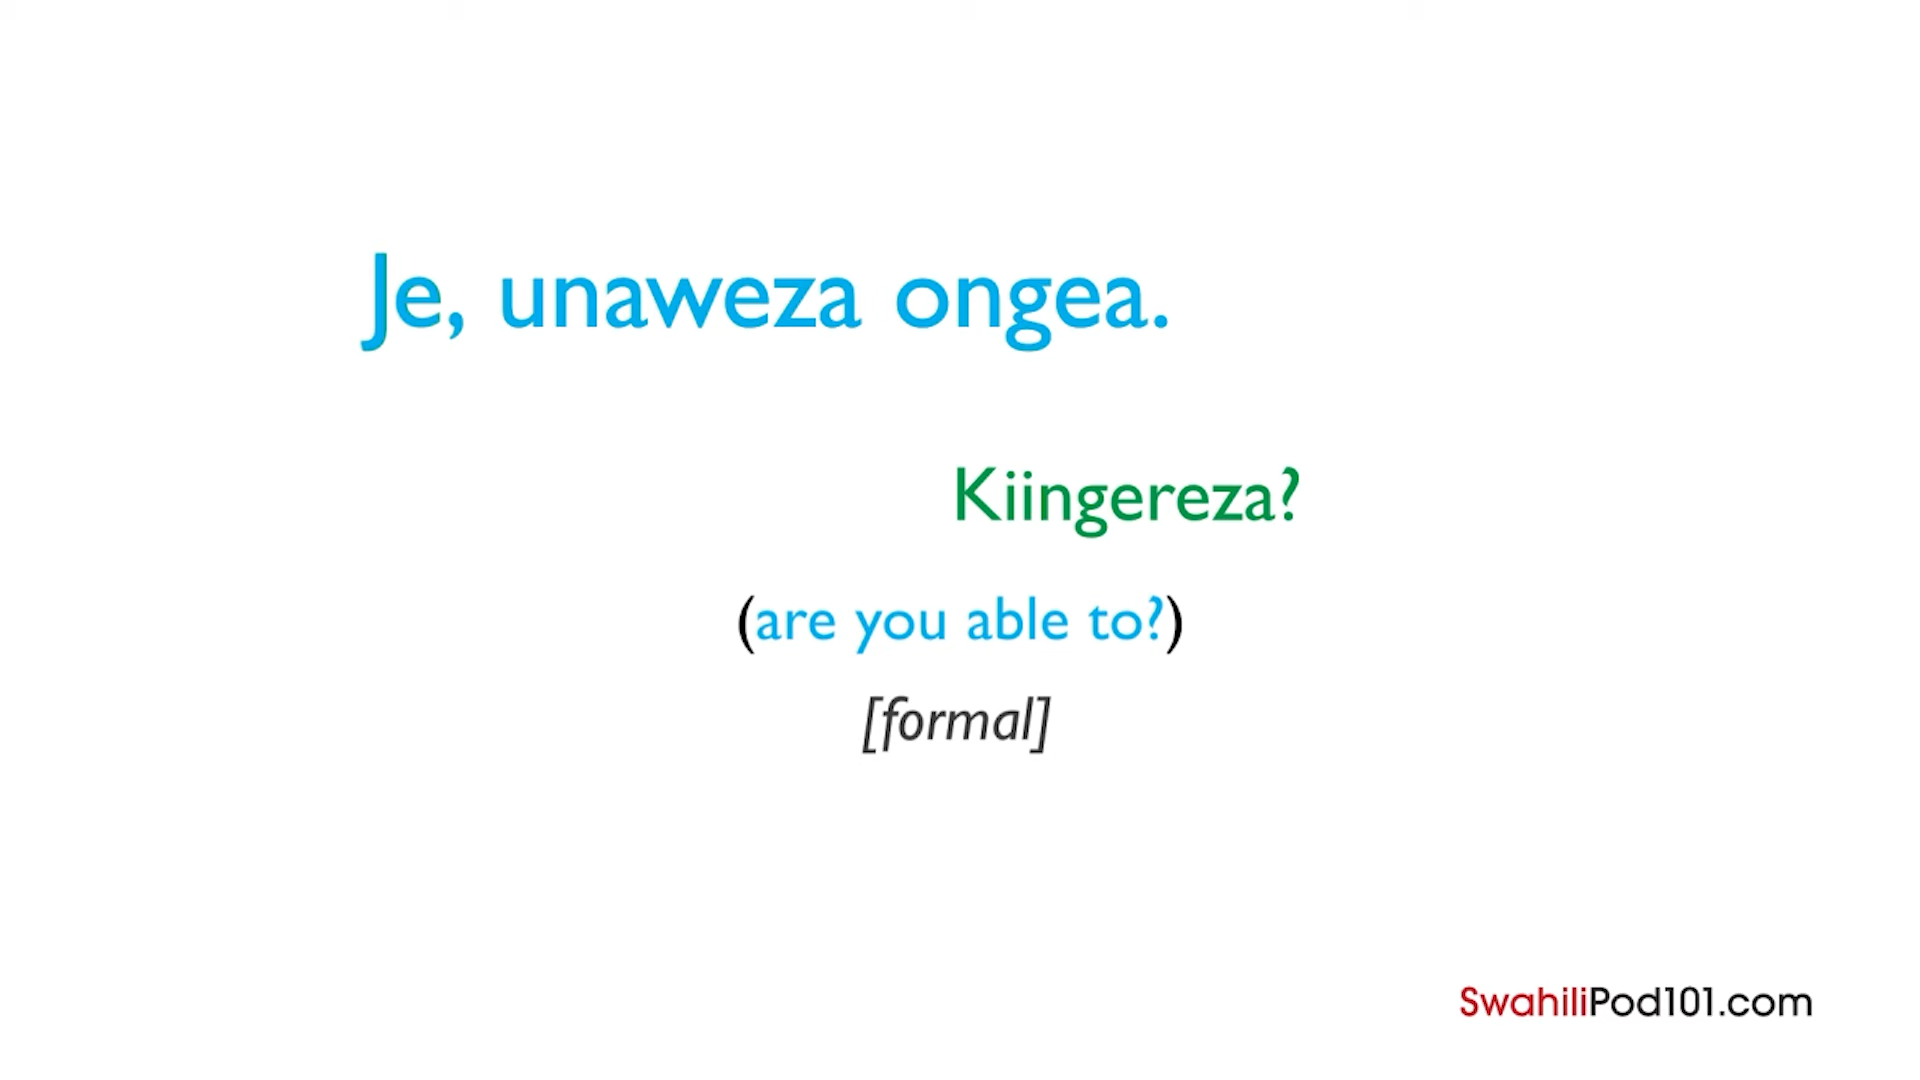 Je, unaweza ongea.
Kiingereza?
(are you able to?)
[formal]
SwahiliPod101.com